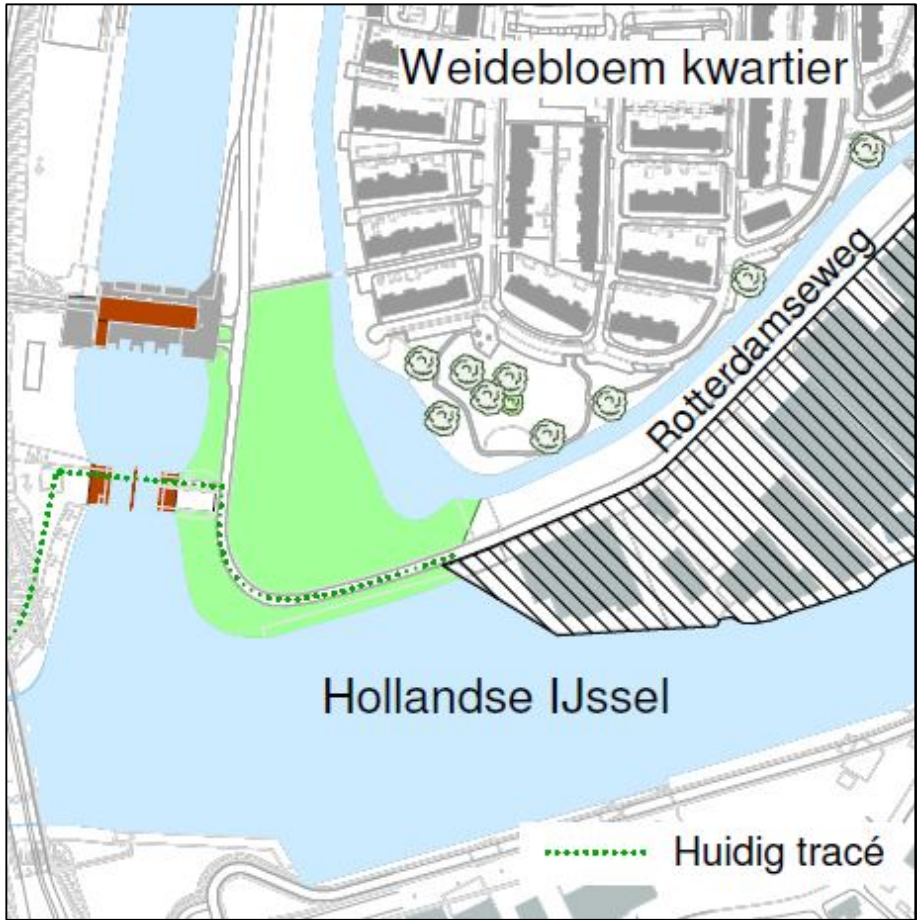 Weidebloem kwartier
Rotterdamseweg
Hollandse IJssel
Huidig tracé